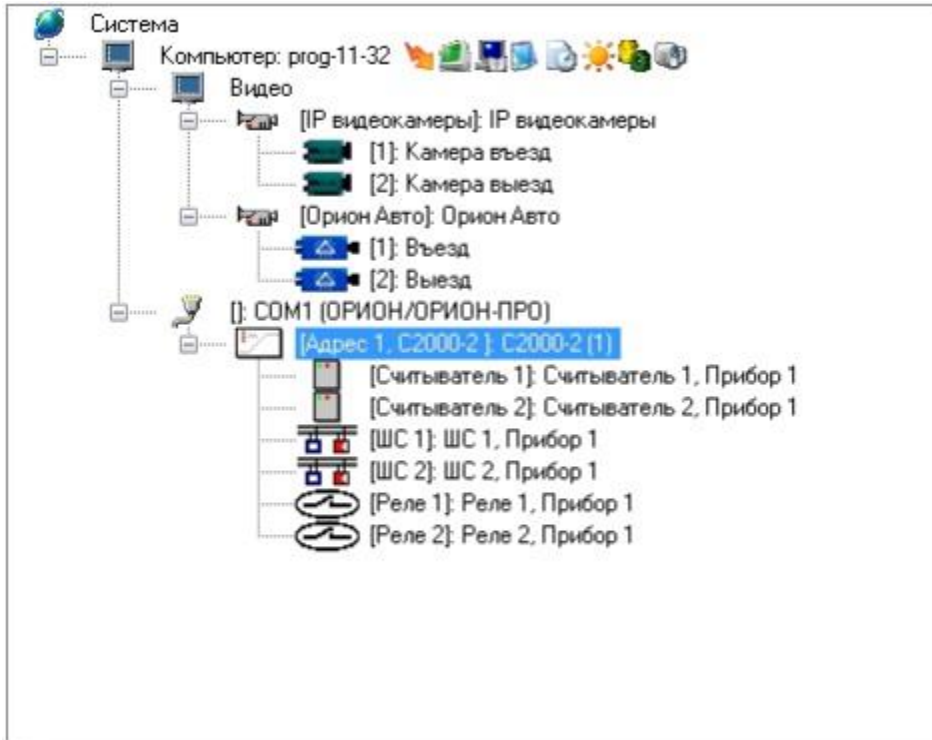 Система
Компьютер: prog-11-32
Видео
[IP видеокамеры]: IP видеокамеры
[1]: Камера въезд
[2]: Камера выезд
[Орион Авто]: Орион Авто
[1]: Въезд
[2]: Выезд
[]: COM1 (ОРИОН/ОРИОН-ПРО)
[Адрес 1, С2000-2 ]: С2000-2 (1)
[Считыватель 1]: Считыватель 1, Прибор 1
[Считыватель 2]: Считыватель 2, Прибор 1
[ШС 1]: ШС 1, Прибор 1
[ШС 2]: ШС 2, Прибор 1
[Реле 1]: Реле 1, Прибор 1
[Реле 2]: Реле 2, Прибор 1